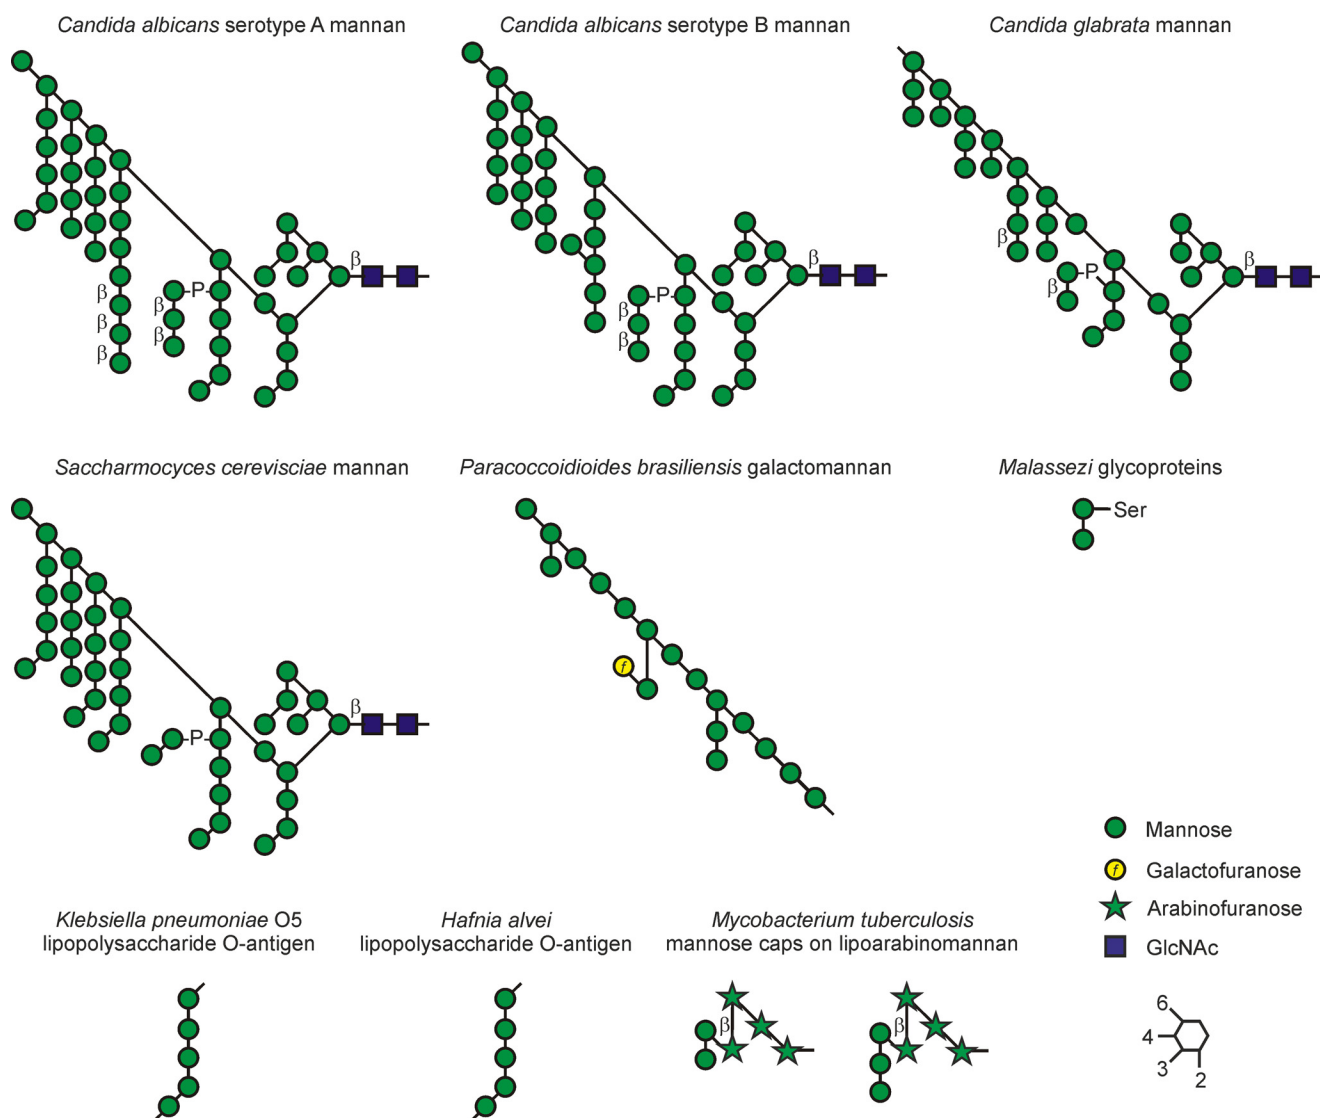 Candida albicans serotype A mannan
Candida albicans serotype B mannan
Candida glabrata mannan
β
β
β
β
β
β
P
β
β
β
β
P
β
β
β
P
Saccharmocyces cerevisciae mannan
Paracoccoidioides brasiliensis galactomannan
Malassezi glycoproteins
Ser
β
P
f
Mannose
f Galactofuranose
Arabinofuranose
GlcNAc
Klebsiella pneumoniae O5
lipopolysaccharide O-antigen
Hafnia alvei
lipopolysaccharide O-antigen
Mycobacterium tuberculosis
mannose caps on lipoarabinomannan
β
β
6
4
3
2